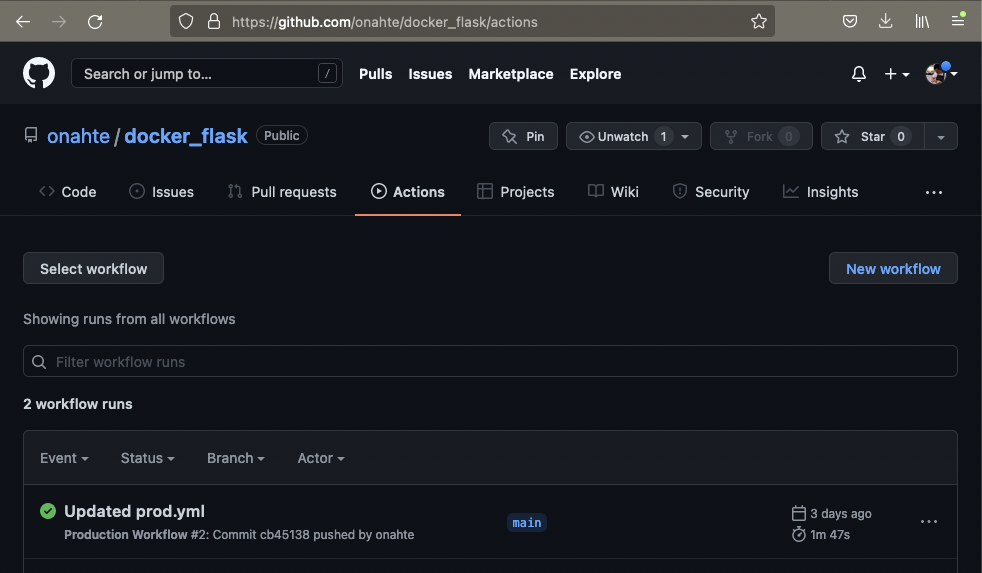 https://github.com/onahte/docker_flask/actions
Search or jump to... /
Pulls Issues Marketplace Explore
onahte / docker_flask Public
Pin Unwatch 1 Fork 0 Star 0
Code Issues Pull requests Actions Projects Wiki Security Insights
Select workflow New workflow
Showing runs from all workflows
Filter workflow runs
2 workflow runs
Event Status Branch Actor
Updated prod.yml
Production Workflow #2: Commit cb45138 pushed by onahte
main
3 days ago
1m 47s